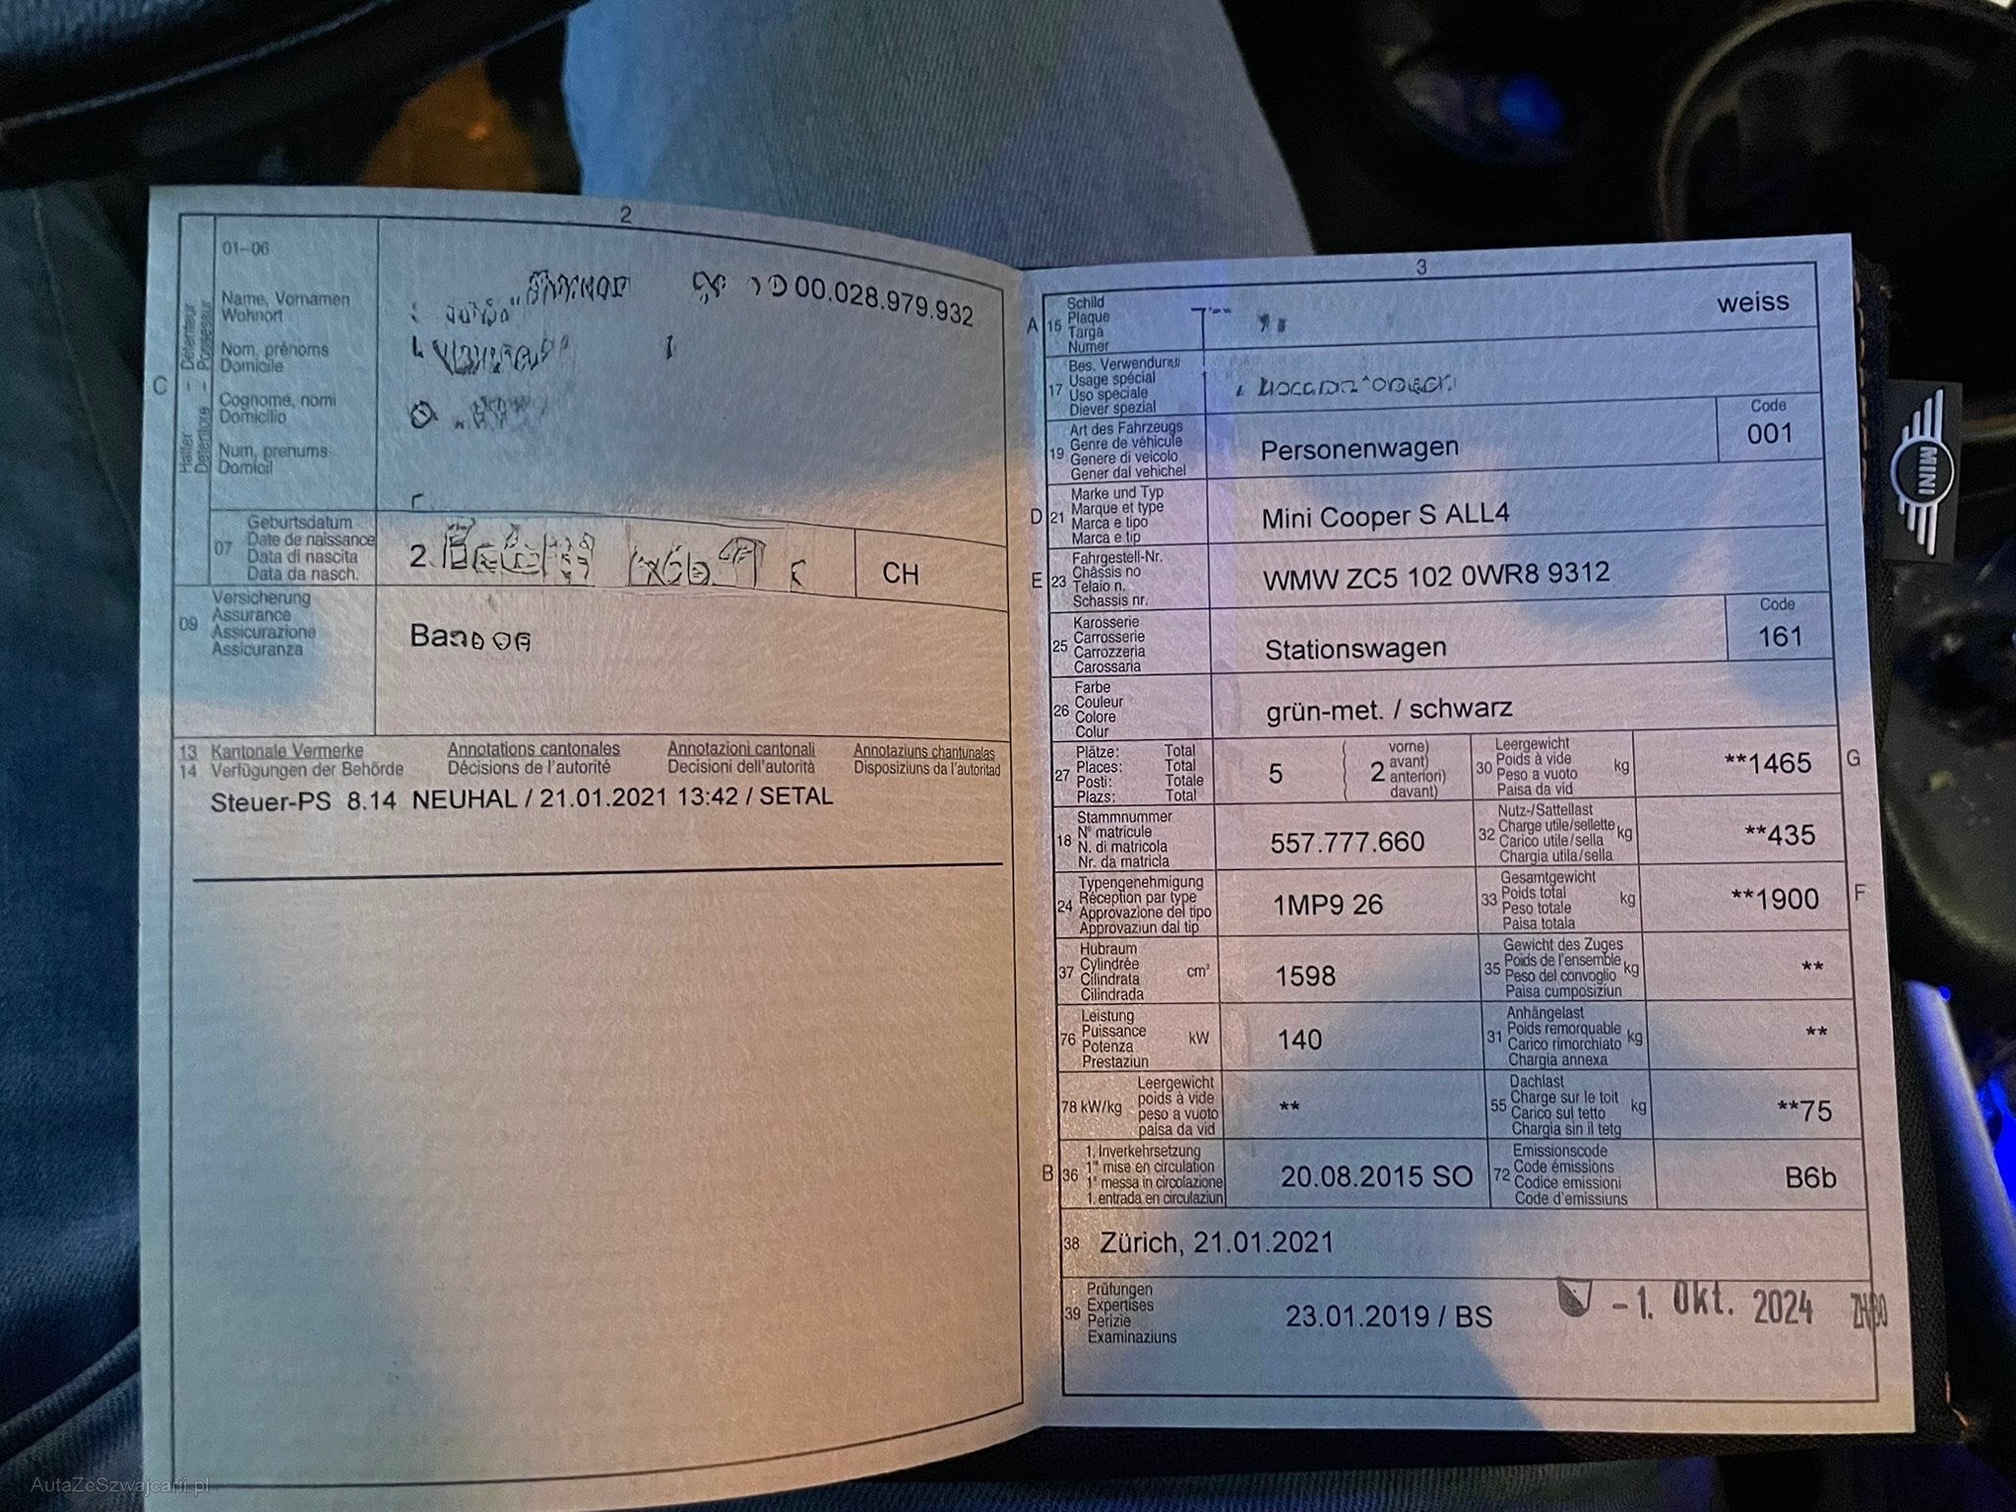 2
01–06
Name, Vornamen
Wohnort
Nom, prénoms
Domicile
Cognome, nomi
Domicilio
Num, prenums
Domicil
C
Halter – Détenteur
Detentore – Possessur
00.028.979.932
07
Geburtsdatum
Date de naissance
Data di nascita
Data da nasch.
2.
CH
09
Versicherung
Assurance
Assicurazione
Assicuranza
13 Kantonale Vermerke Annotations cantonales Annotazioni cantonali Annotaziuns chantunalas
14 Verfügungen der Behörde Décisions de l'autorité Decisioni dell'autorità Disposiziuns da l'autoritad
Steuer-PS 8.14 NEUHAL / 21.01.2021 13:42 / SETAL
3
A 15
Schild
Plaque
Targa
Numer
weiss
17
Bes. Verwendung
Usage spécial
Uso speciale
Diever spezial
19
Art des Fahrzeugs
Genre de véhicule
Genere di veicolo
Gener dal vehichel
Personenwagen
Code
001
D 21
Marke und Typ
Marque et type
Marca e tipo
Marca e tip
Mini Cooper S ALL4
E 23
Fahrgestell-Nr.
Châssis no
Telaio n.
Schassis nr.
WMW ZC5 102 0WR8 9312
25
Karosserie
Carrosserie
Carrozzeria
Carossaria
Stationswagen
Code
161
26
Farbe
Couleur
Colore
Colur
grün-met. / schwarz
27
Plätze: Total
Places: Total
Posti: Totale
Plazs: Total
5
2
vorne)
avant)
anteriori)
davant)
30
Leergewicht
Poids à vide
Peso a vuoto
Paisa da vid
kg
**1465
G
18
Stammnummer
N° matricule
N. di matricola
Nr. da matricla
557.777.660
32
Nutz-/Sattellast
Charge utile/sellette
Carico utile/sella
Chargia utila/sella
kg
**435
24
Typengenehmigung
Réception par type
Approvazione del tipo
Approvaziun dal tip
1MP9 26
33
Gesamtgewicht
Poids total
Peso totale
Paisa totala
kg
**1900
F
37
Hubraum
Cylindrée
Cilindrata
Cilindrada
cm³
1598
35
Gewicht des Zuges
Poids de l'ensemble
Peso del convoglio
Paisa cumposiziun
kg
**
76
Leistung
Puissance
Potenza
Prestaziun
kW
140
31
Anhängelast
Poids remorquable
Carico rimorchiato
Chargia annexa
kg
**
78 kW/kg
Leergewicht
poids à vide
peso a vuoto
paisa da vid
**
55
Dachlast
Charge sur le toit
Carico sul tetto
Chargia sin il tetg
kg
**75
B 36
1. Inverkehrsetzung
1re mise en circulation
1a messa in circolazione
1. entrada en circulaziun
20.08.2015 SO
72
Emissionscode
Code émissions
Codice emissioni
Code d'emissiuns
B6b
38 Zürich, 21.01.2021
39
Prüfungen
Expertises
Perizie
Examinaziuns
23.01.2019 / BS
-1. Okt. 2024
MINI
AutaZeSzwajcarii.pl